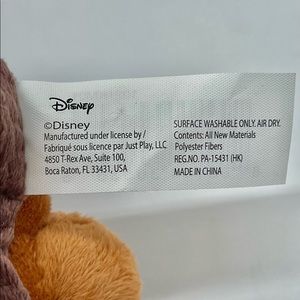 Disney
©Disney
Manufactured under license by /
Fabriqué sous licence par Just Play, LLC
4850 T-Rex Ave, Suite 100,
Boca Raton, FL 33431, USA
SURFACE WASHABLE ONLY. AIR DRY.
Contents: All New Materials
Polyester Fibers
REG.NO. PA-15431 (HK)
MADE IN CHINA